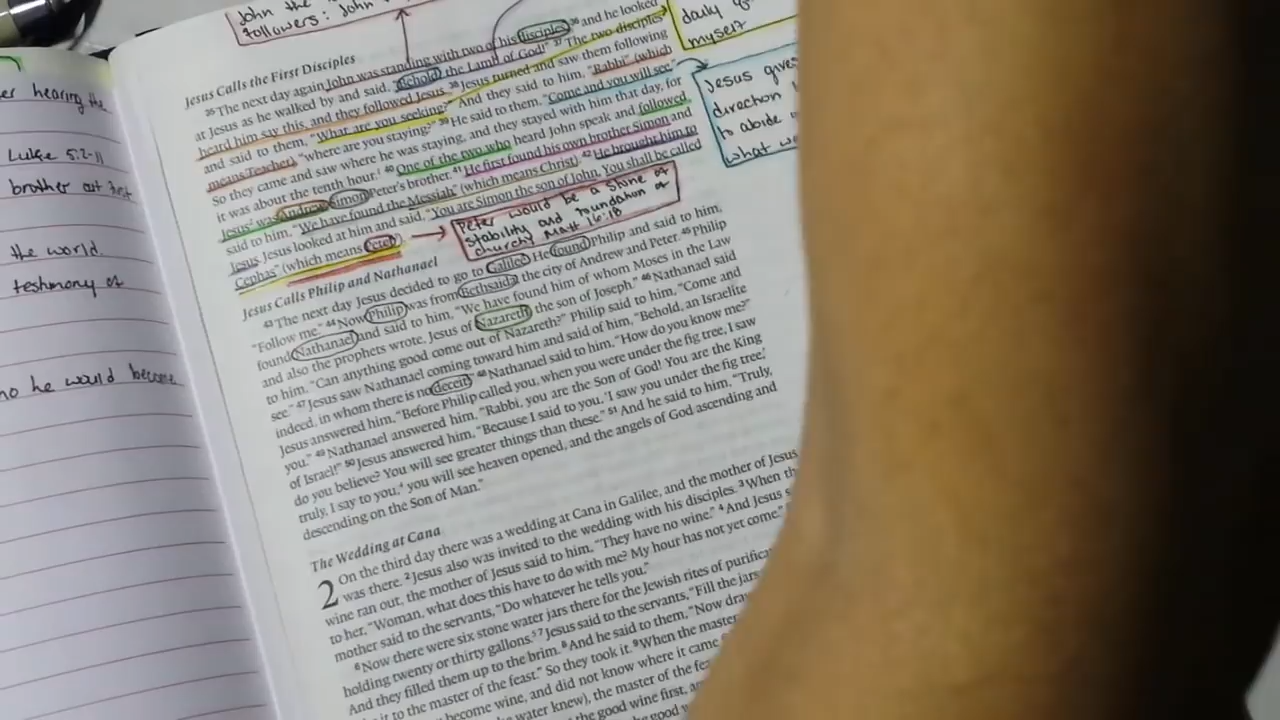 er hearing the
Luke 5:2-11
brother out first
the world.
testimony of
no he would become
John the
followers: John
daily
myself?
Jesus gives
direction
to abide
what we
Jesus Calls the First Disciples
35 The next day again John was standing with two of his disciples, 36 and he looked
at Jesus as he walked by and said, "Behold, the Lamb of God!" 37 The two disciples
heard him say this, and they followed Jesus. 38 Jesus turned and saw them following
and said to them, "What are you seeking?" And they said to him, "Rabbi" (which
means Teacher), "where are you staying?" 39 He said to them, "Come and you will see."
So they came and saw where he was staying, and they stayed with him that day, for
it was about the tenth hour. 40 One of the two who heard John speak and followed
Jesus was Andrew, Simon Peter's brother. 41 He first found his own brother Simon and
said to him, "We have found the Messiah" (which means Christ). 42 He brought him to
Jesus. Jesus looked at him and said, "You are Simon the son of John. You shall be called
Cephas" (which means Peter).
Peter would be a Shine of
stability and foundation of
church Matt 16:18
Jesus Calls Philip and Nathanael
43 The next day Jesus decided to go to Galilee. He found Philip and said to him,
"Follow me." 44 Now Philip was from Bethsaida, the city of Andrew and Peter. 45 Philip
found Nathanael and said to him, "We have found him of whom Moses in the Law
and also the prophets wrote, Jesus of Nazareth, the son of Joseph." 46 Nathanael said
to him, "Can anything good come out of Nazareth?" Philip said to him, "Come and
see." 47 Jesus saw Nathanael coming toward him and said of him, "Behold, an Israelite
indeed, in whom there is no deceit!" 48 Nathanael said to him, "How do you know me?"
Jesus answered him, "Before Philip called you, when you were under the fig tree, I saw
you." 49 Nathanael answered him, "Rabbi, you are the Son of God! You are the King
of Israel!" 50 Jesus answered him, "Because I said to you, 'I saw you under the fig tree,'
do you believe? You will see greater things than these." 51 And he said to him, "Truly,
truly, I say to you, you will see heaven opened, and the angels of God ascending and
descending on the Son of Man."
The Wedding at Cana
2 On the third day there was a wedding at Cana in Galilee, and the mother of Jesus
was there. 2 Jesus also was invited to the wedding with his disciples. 3 When the
wine ran out, the mother of Jesus said to him, "They have no wine." 4 And Jesus
to her, "Woman, what does this have to do with me? My hour has not yet come."
mother said to the servants, "Do whatever he tells you."
6 Now there were six stone water jars there for the Jewish rites of
holding twenty or thirty gallons. 7 Jesus said to the servants, "Fill the jars
And they filled them up to the brim. 8 And he said to them, "Now
it to the master of the feast." So they took it. 9 When the master
become wine, and did not know where it came
water knew), the master of the
the good wine first,
the good